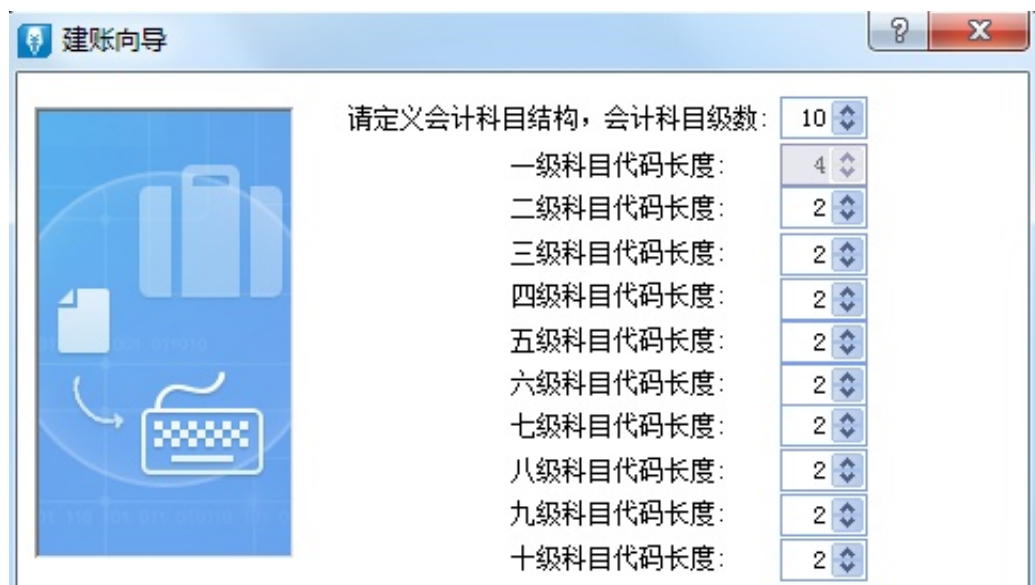 建账向导
请定义会计科目结构，会计科目级数: 10
一级科目代码长度: 4
二级科目代码长度: 2
三级科目代码长度: 2
四级科目代码长度: 2
五级科目代码长度: 2
六级科目代码长度: 2
七级科目代码长度: 2
八级科目代码长度: 2
九级科目代码长度: 2
十级科目代码长度: 2